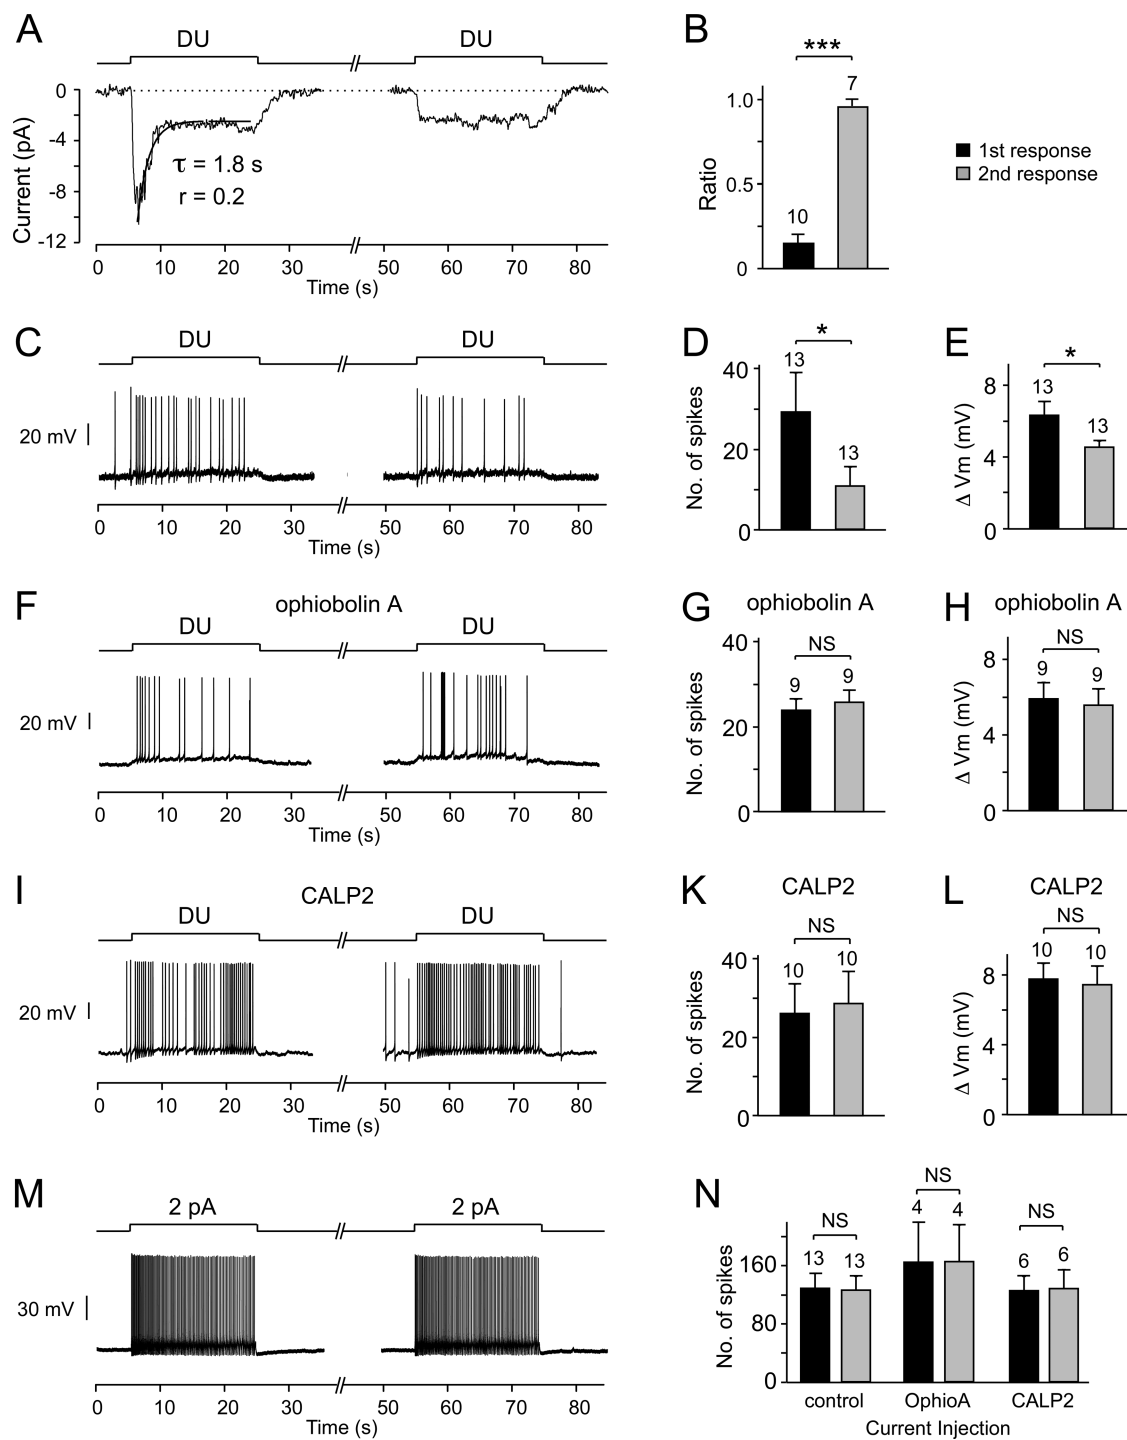 A
DU
DU
0
-4
-8
-12
Current (pA)
τ = 1.8 s
r = 0.2
0 10 20 30 50 60 70 80
Time (s)
B
***
7
10
1.0
0.5
0
Ratio
1st response
2nd response
C
DU
DU
20 mV
0 10 20 30 50 60 70 80
Time (s)
D
*
13
13
40
20
0
No. of spikes
E
*
13
13
8
4
0
Δ Vm (mV)
F
ophiobolin A
DU
DU
20 mV
0 10 20 30 50 60 70 80
Time (s)
G
ophiobolin A
NS
9
9
40
20
0
No. of spikes
H
ophiobolin A
NS
9
9
8
4
0
Δ Vm (mV)
I
CALP2
DU
DU
20 mV
0 10 20 30 50 60 70 80
Time (s)
K
CALP2
NS
10
10
40
20
0
No. of spikes
L
CALP2
NS
10
10
8
4
0
Δ Vm (mV)
M
2 pA
2 pA
30 mV
0 10 20 30 50 60 70 80
Time (s)
N
NS
NS
NS
13 13
4 4
6 6
160
80
0
No. of spikes
control OphioA CALP2
Current Injection